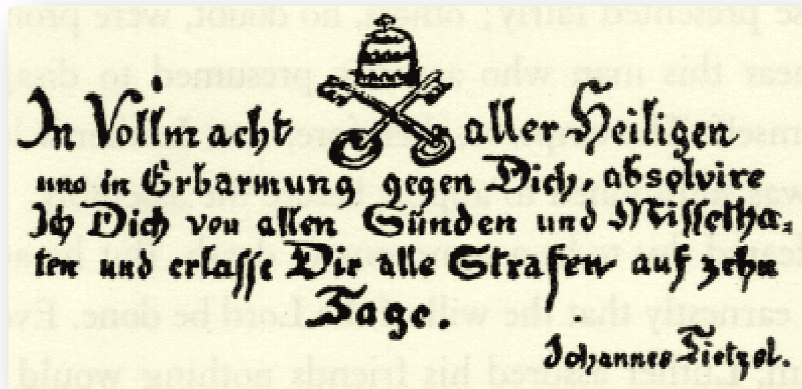 In Vollmacht aller Heiligen
und in Erbarmung gegen Dich, absolvire
Ich Dich von allen Sünden und Missetha-
ten und erlasse Dir alle Strafen auf zehn
Tage.
Johannes Tietzel.